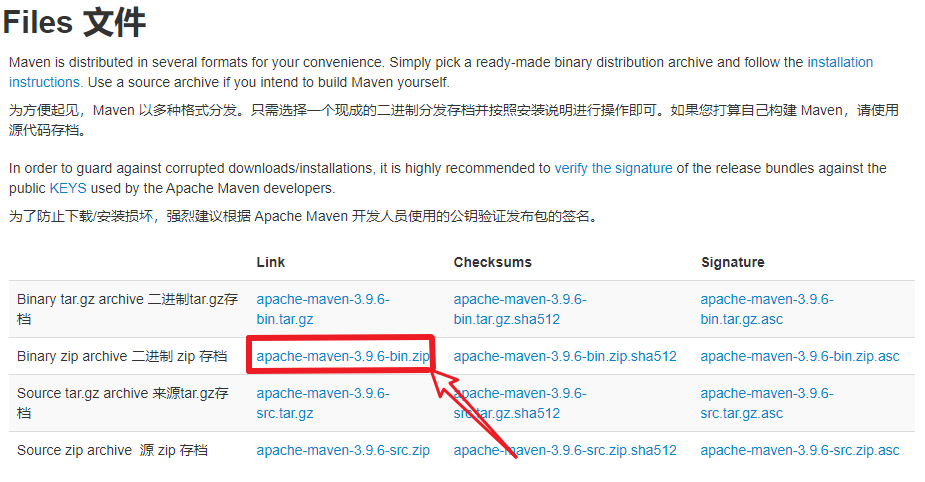 Files 文件
Maven is distributed in several formats for your convenience. Simply pick a ready-made binary distribution archive and follow the installation
instructions. Use a source archive if you intend to build Maven yourself.
为方便起见，Maven 以多种格式分发。只需选择一个现成的二进制分发存档并按照安装说明进行操作即可。如果您打算自己构建 Maven，请使用
源代码存档。
In order to guard against corrupted downloads/installations, it is highly recommended to verify the signature of the release bundles against the
public KEYS used by the Apache Maven developers.
为了防止下载/安装损坏，强烈建议根据 Apache Maven 开发人员使用的公钥验证发布包的签名。
Link Checksums Signature
Binary tar.gz archive 二进制tar.gz存 apache-maven-3.9.6- apache-maven-3.9.6- apache-maven-3.9.6-
档 bin.tar.gz bin.tar.gz.sha512 bin.tar.gz.asc
Binary zip archive 二进制 zip 存档 apache-maven-3.9.6-bin.zip apache-maven-3.9.6-bin.zip.sha512 apache-maven-3.9.6-bin.zip.asc
Source tar.gz archive 来源tar.gz存 apache-maven-3.9.6- apache-maven-3.9.6- apache-maven-3.9.6-
档 src.tar.gz src.tar.gz.sha512 src.tar.gz.asc
Source zip archive 源 zip 存档 apache-maven-3.9.6-src.zip apache-maven-3.9.6-src.zip.sha512 apache-maven-3.9.6-src.zip.asc